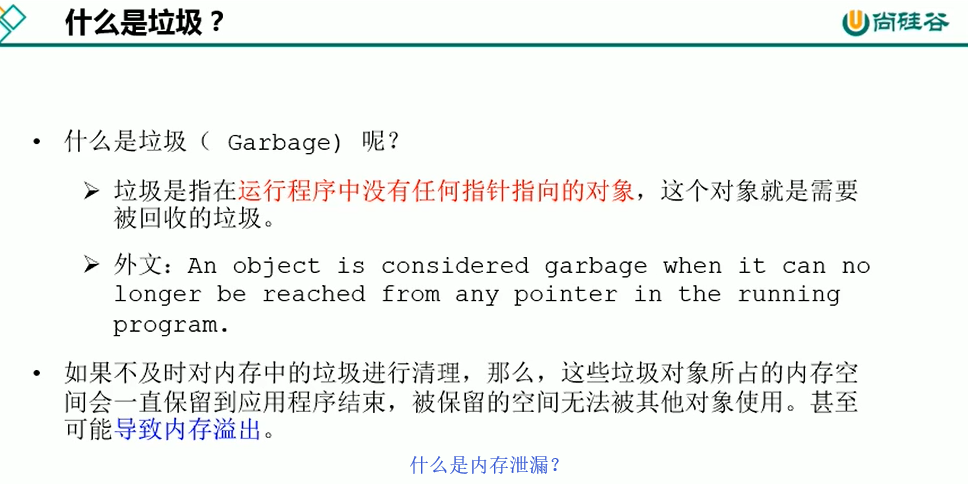 什么是垃圾？
尚硅谷
• 什么是垃圾（ Garbage) 呢？
➢ 垃圾是指在运行程序中没有任何指针指向的对象，这个对象就是需要
被回收的垃圾。
➢ 外文：An object is considered garbage when it can no
longer be reached from any pointer in the running
program.
• 如果不及时对内存中的垃圾进行清理，那么，这些垃圾对象所占的内存空
间会一直保留到应用程序结束，被保留的空间无法被其他对象使用。甚至
可能导致内存溢出。
什么是内存泄漏？